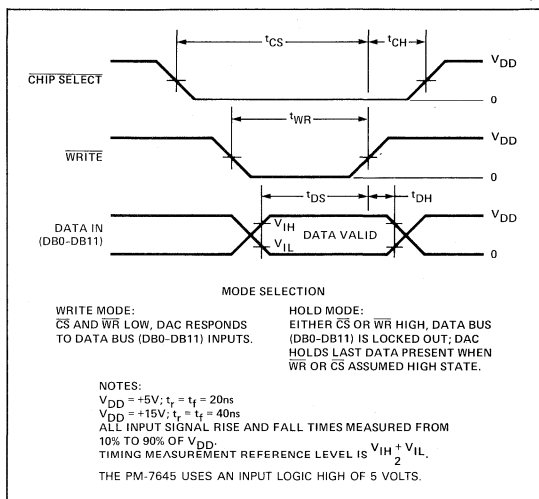 tCS
tCH
CHIP SELECT
VDD
0
tWR
WRITE
VDD
0
tDS
tDH
DATA IN
(DB0-DB11)
VIH
VIL
DATA VALID
VDD
0
MODE SELECTION
WRITE MODE:
CS AND WR LOW, DAC RESPONDS
TO DATA BUS (DB0-DB11) INPUTS.
HOLD MODE:
EITHER CS OR WR HIGH, DATA BUS
(DB0-DB11) IS LOCKED OUT; DAC
HOLDS LAST DATA PRESENT WHEN
WR OR CS ASSUMED HIGH STATE.
NOTES:
VDD = +5V; tr = tf = 20ns
VDD = +15V; tr = tf = 40ns
ALL INPUT SIGNAL RISE AND FALL TIMES MEASURED FROM
10% TO 90% OF VDD.
TIMING MEASUREMENT REFERENCE LEVEL IS VIH + VIL / 2.
THE PM-7645 USES AN INPUT LOGIC HIGH OF 5 VOLTS.